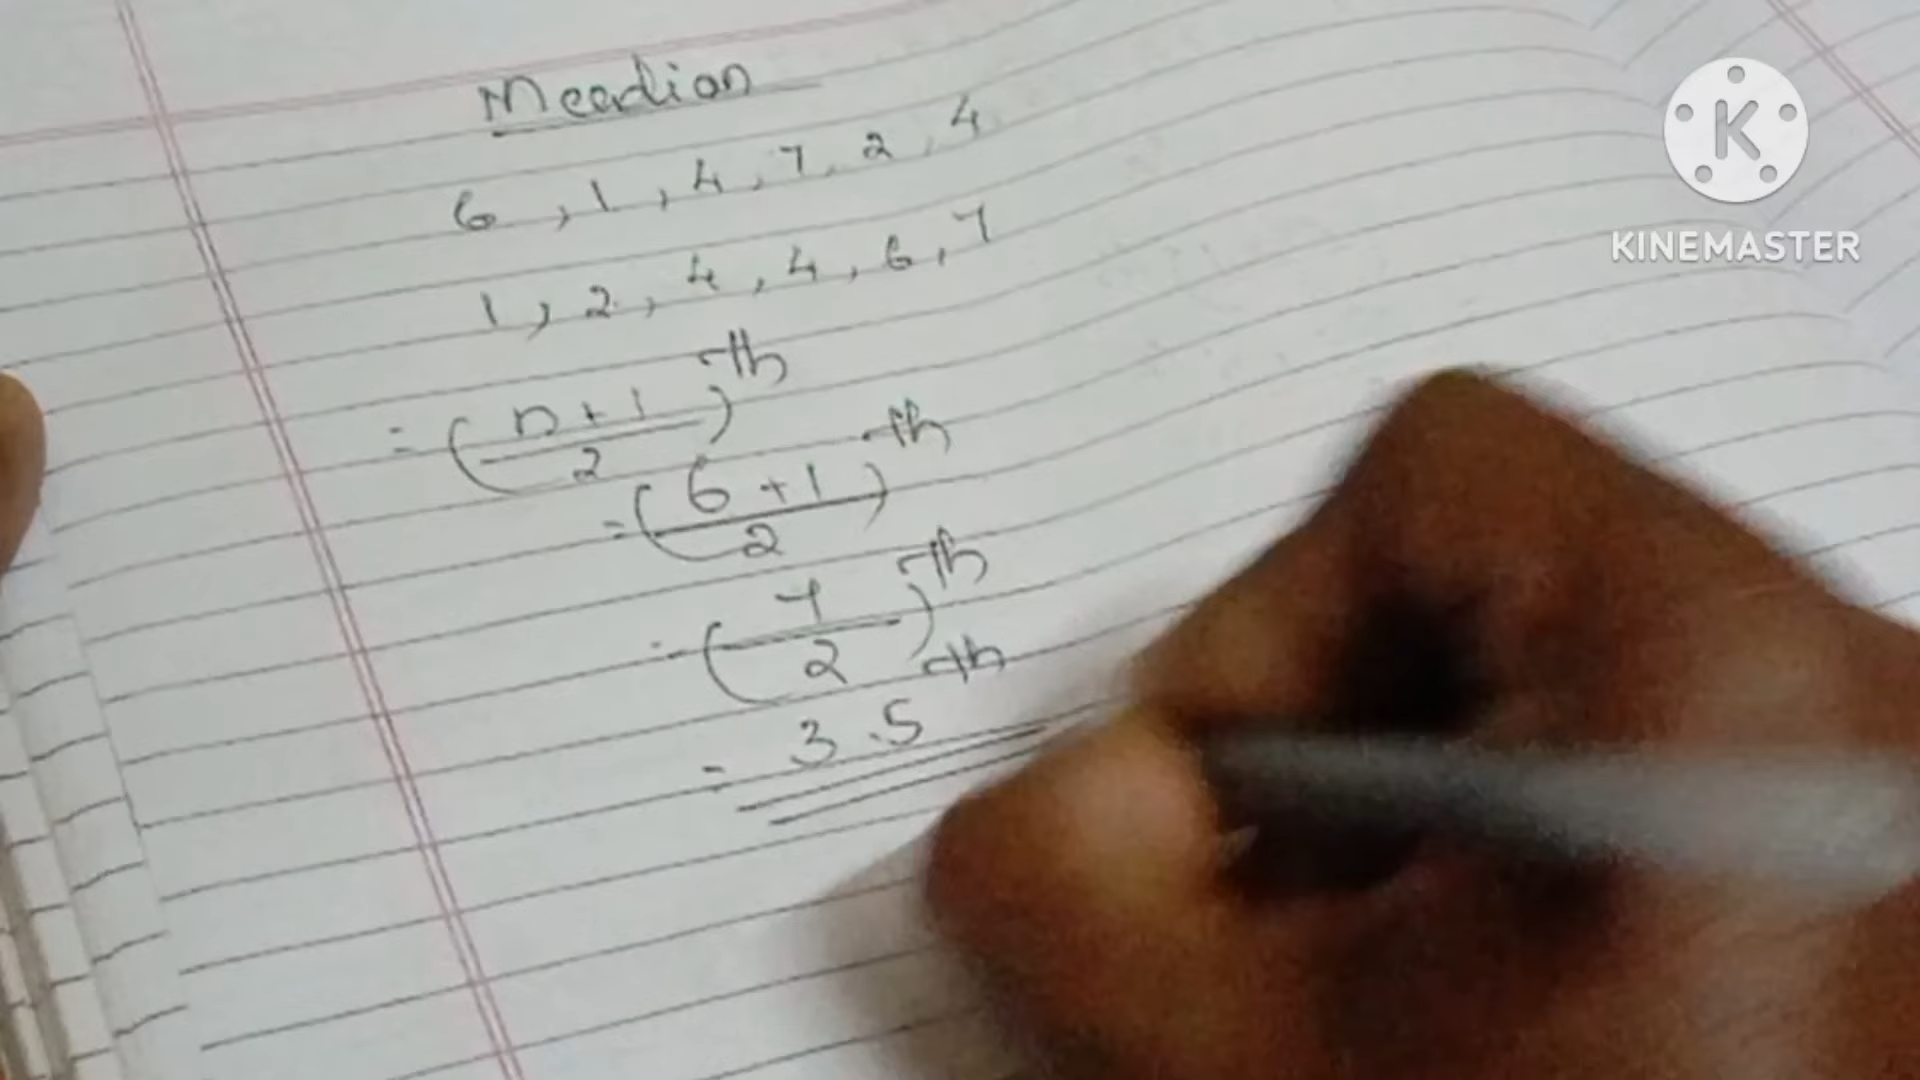 Meedian
6, 1, 4, 7, 2, 4
1, 2, 4, 4, 6, 7
= (n+1/2)th
= (6+1/2)th
= (7/2)th
= 3.5th
K
KINEMASTER